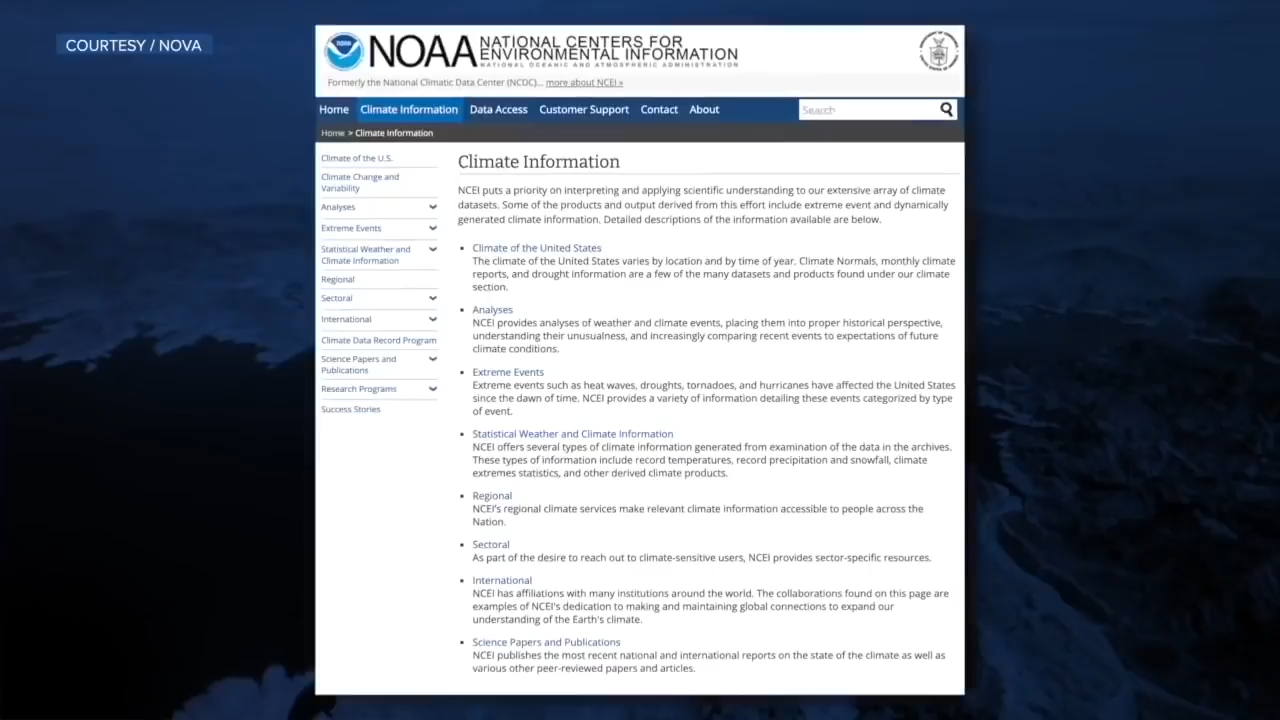 COURTESY / NOVA
NOAA
NOAA
NATIONAL CENTERS FOR
ENVIRONMENTAL INFORMATION
NATIONAL OCEANIC AND ATMOSPHERIC ADMINISTRATION
Formerly the National Climatic Data Center (NCDC)... more about NCEI »
Home Climate Information Data Access Customer Support Contact About Search
Home > Climate Information
Climate of the U.S.
Climate Change and
Variability
Analyses
Extreme Events
Statistical Weather and
Climate Information
Regional
Sectoral
International
Climate Data Record Program
Science Papers and
Publications
Research Programs
Success Stories
Climate Information
NCEI puts a priority on interpreting and applying scientific understanding to our extensive array of climate
datasets. Some of the products and output derived from this effort include extreme event and dynamically
generated climate information. Detailed descriptions of the information available are below.
Climate of the United States
The climate of the United States varies by location and by time of year. Climate Normals, monthly climate
reports, and drought information are a few of the many datasets and products found under our climate
section.
Analyses
NCEI provides analyses of weather and climate events, placing them into proper historical perspective,
understanding their unusualness, and increasingly comparing recent events to expectations of future
climate conditions.
Extreme Events
Extreme events such as heat waves, droughts, tornadoes, and hurricanes have affected the United States
since the dawn of time. NCEI provides a variety of information detailing these events categorized by type
of event.
Statistical Weather and Climate Information
NCEI offers several types of climate information generated from examination of the data in the archives.
These types of information include record temperatures, record precipitation and snowfall, climate
extremes statistics, and other derived climate products.
Regional
NCEI's regional climate services make relevant climate information accessible to people across the
Nation.
Sectoral
As part of the desire to reach out to climate-sensitive users, NCEI provides sector-specific resources.
International
NCEI has affiliations with many institutions around the world. The collaborations found on this page are
examples of NCEI's dedication to making and maintaining global connections to expand our
understanding of the Earth's climate.
Science Papers and Publications
NCEI publishes the most recent national and international reports on the state of the climate as well as
various other peer-reviewed papers and articles.